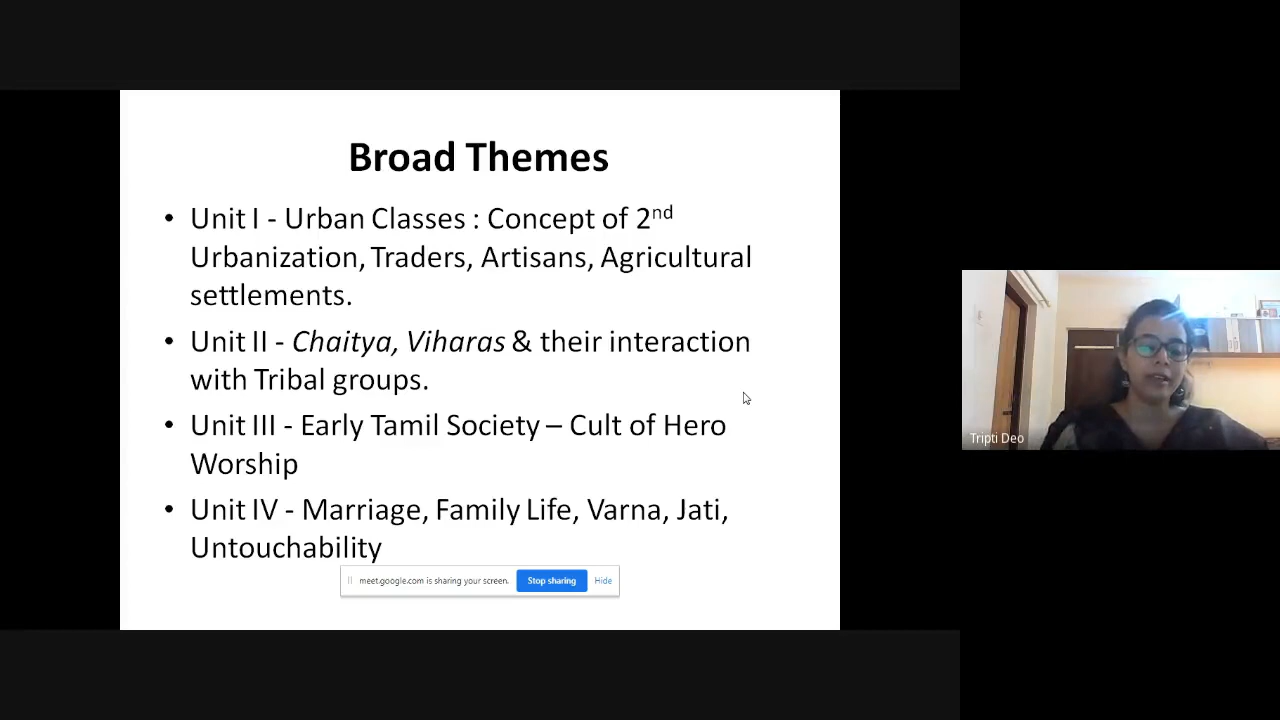 Broad Themes
• Unit I - Urban Classes : Concept of 2nd
Urbanization, Traders, Artisans, Agricultural
settlements.
• Unit II - Chaitya, Viharas & their interaction
with Tribal groups.
• Unit III - Early Tamil Society – Cult of Hero
Worship
• Unit IV - Marriage, Family Life, Varna, Jati,
Untouchability
meet.google.com is sharing your screen. Stop sharing Hide
Tripti Deo